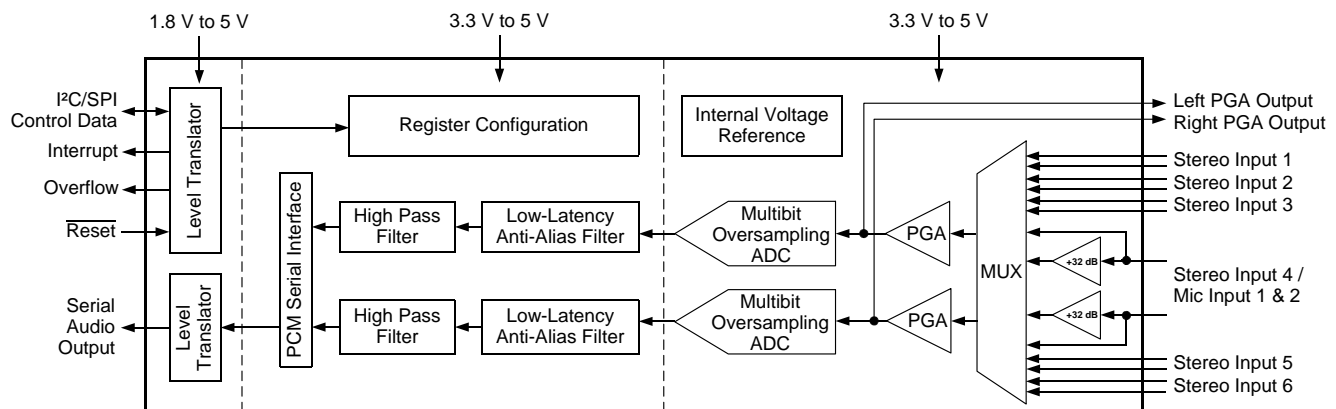 1.8 V to 5 V
3.3 V to 5 V
3.3 V to 5 V
I²C/SPI
Control Data
Interrupt
Overflow
Reset
Serial
Audio
Output
Level Translator
Level
Translator
Register Configuration
PCM Serial Interface
High Pass
Filter
Low-Latency
Anti-Alias Filter
High Pass
Filter
Low-Latency
Anti-Alias Filter
Internal Voltage
Reference
Multibit
Oversampling
ADC
Multibit
Oversampling
ADC
PGA
PGA
MUX
+32 dB
+32 dB
Left PGA Output
Right PGA Output
Stereo Input 1
Stereo Input 2
Stereo Input 3
Stereo Input 4 /
Mic Input 1 & 2
Stereo Input 5
Stereo Input 6